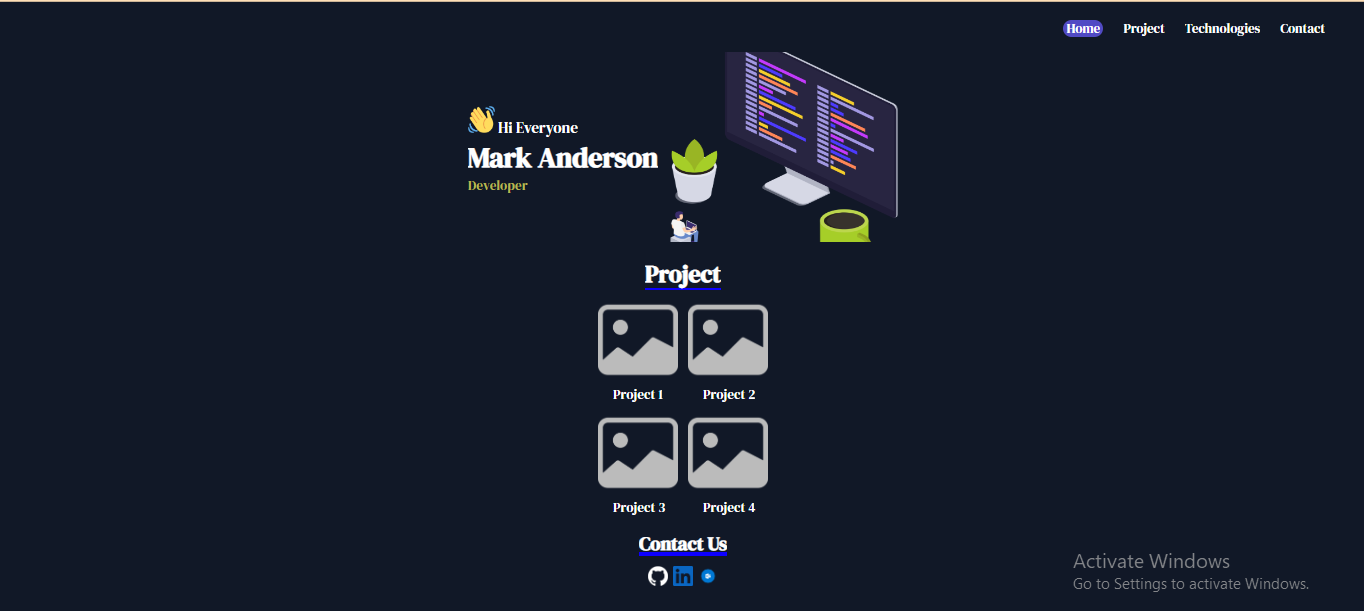 Home Project Technologies Contact
Hi Everyone
Mark Anderson
Developer
Project
Project 1 Project 2
Project 3 Project 4
Contact Us
in
Activate Windows
Go to Settings to activate Windows.